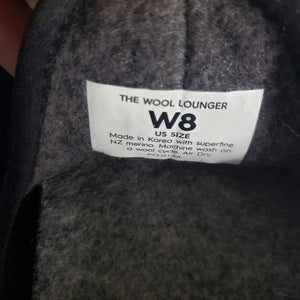 THE WOOL LOUNGER
W8
US SIZE
Made in Korea with superfine
NZ merino. Machine wash on
a wool cycle. Air Dry.